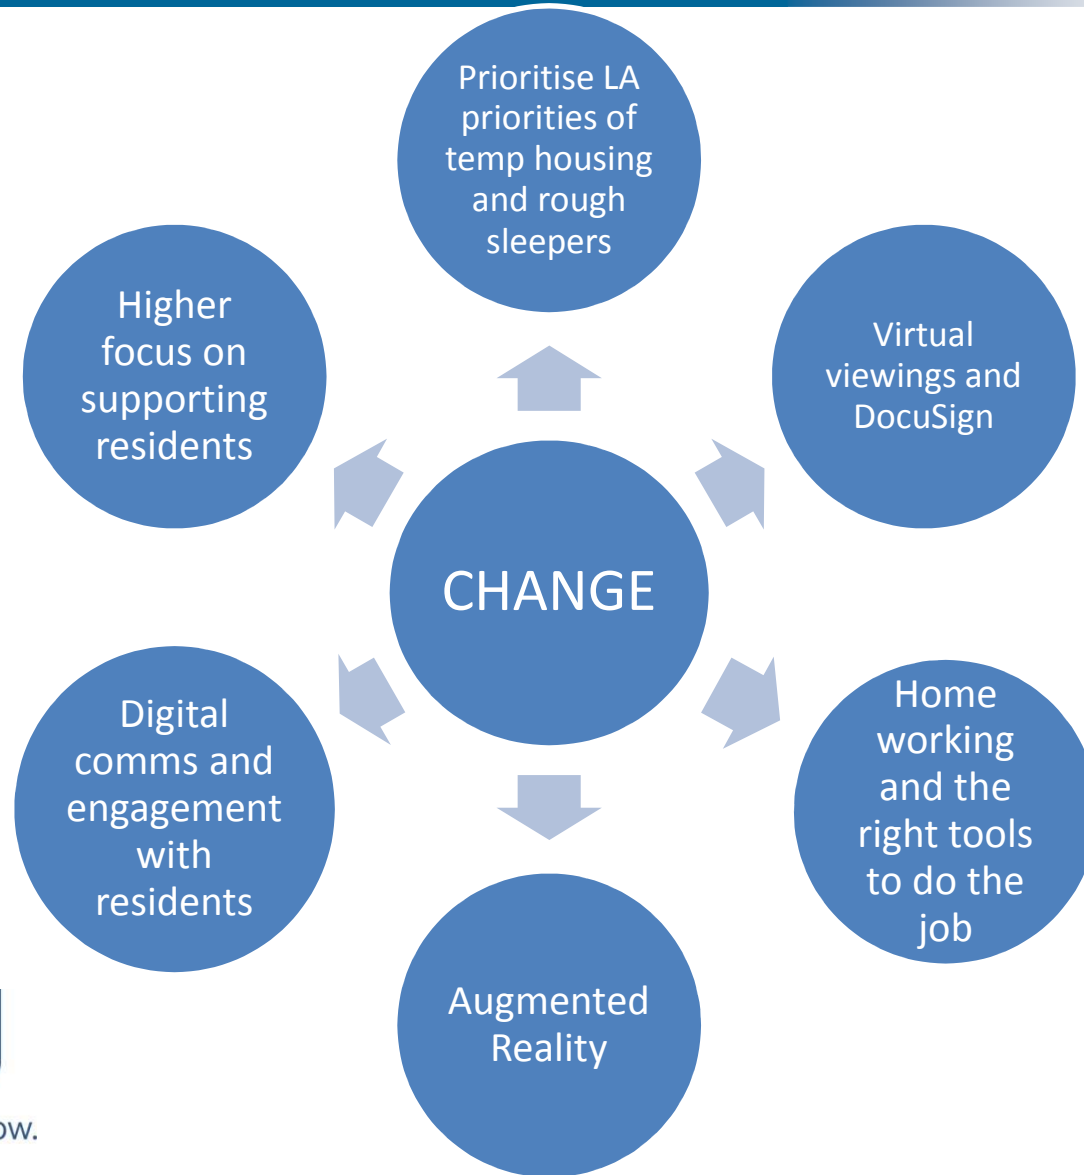 Prioritise LA
priorities of
temp housing
and rough
sleepers
Higher
focus on
supporting
residents
Virtual
viewings and
DocuSign
CHANGE
Digital
comms and
engagement
with
residents
Home
working
and the
right tools
to do the
job
Augmented
Reality